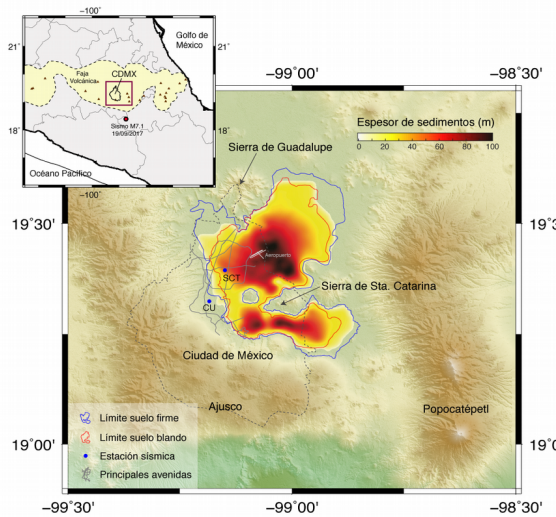 −100°
21°
Golfo de
México
Faja
Volcánica
CDMX
18°
Sismo M7.1
19/09/2017
Océano Pacífico
−100°
−99°00'
−98°30'
Espesor de sedimentos (m)
0 20 40 60 80 100
Sierra de Guadalupe
19°30'
19°30'
Aeropuerto
SCT
Sierra de Sta. Catarina
CU
Ciudad de México
Ajusco
Popocatépetl
Límite suelo firme
Límite suelo blando
Estación sísmica
Principales avenidas
19°00'
19°00'
−99°30'
−99°00'
−98°30'